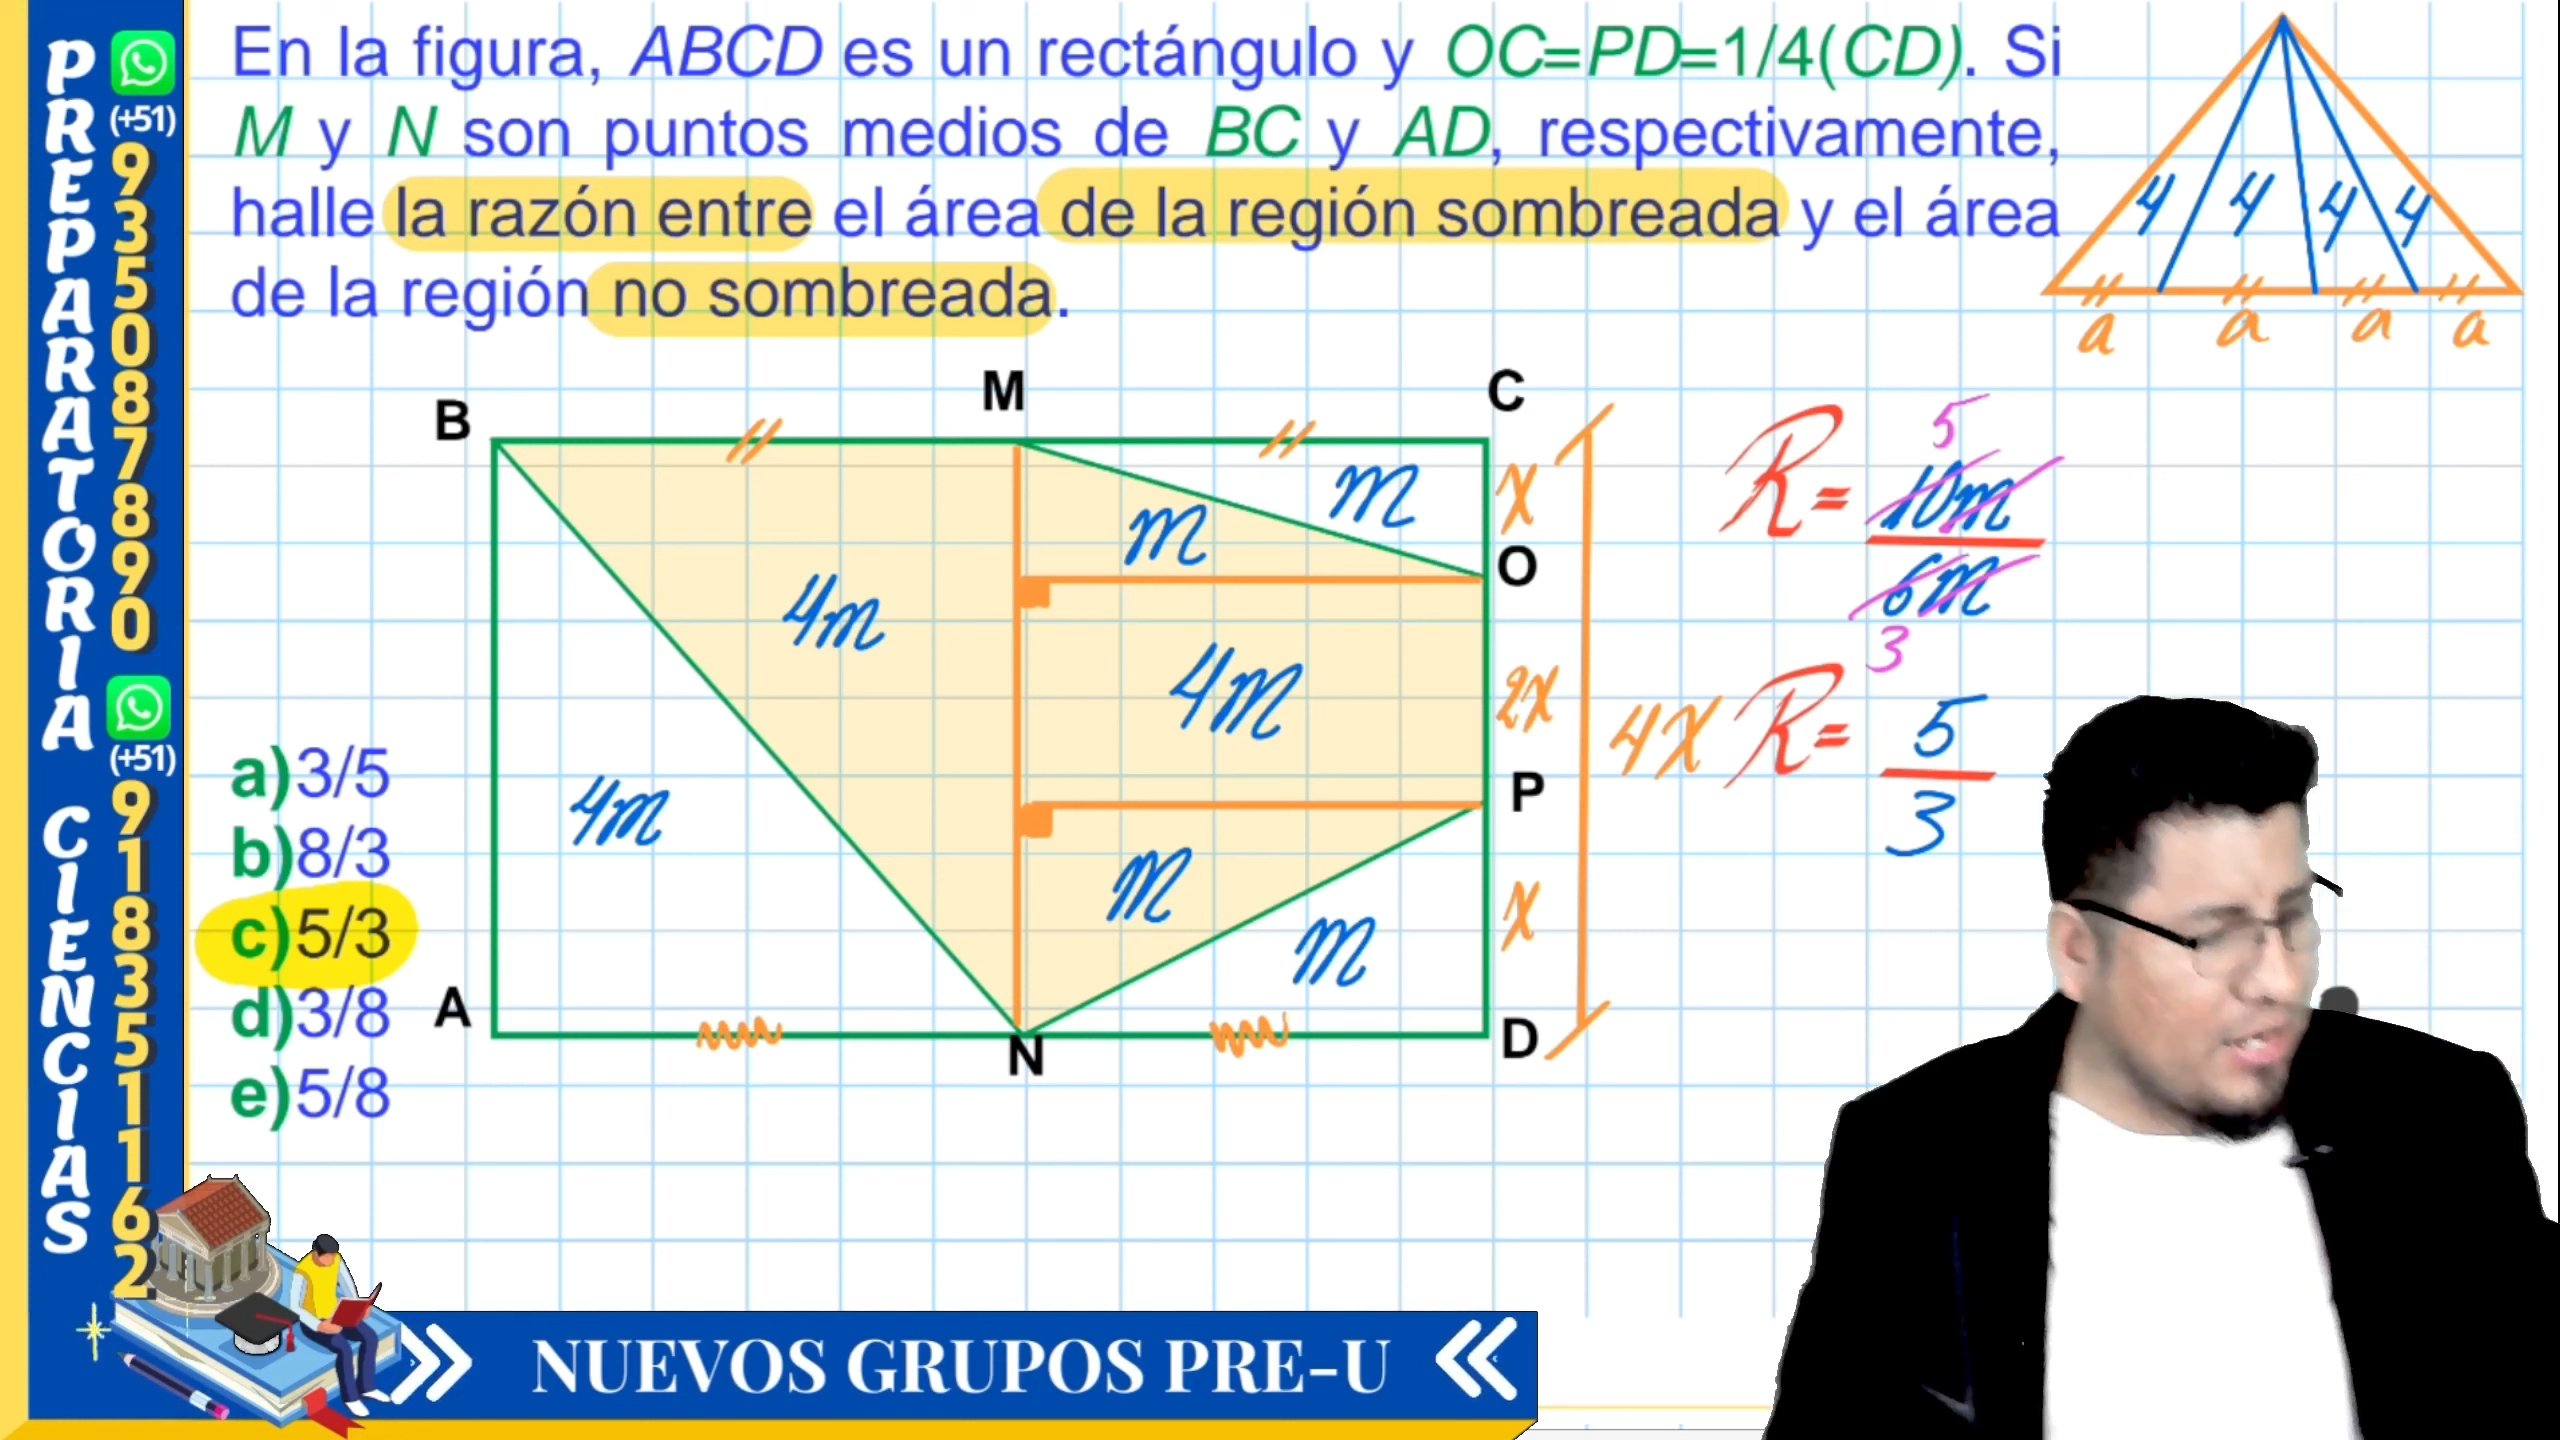 PREPARATORIA CIENCIAS
(+51)
935087890
(+51)
918351162
En la figura, ABCD es un rectángulo y OC=PD=1/4(CD). Si
M y N son puntos medios de BC y AD, respectivamente,
halle la razón entre el área de la región sombreada y el área
de la región no sombreada.
4 4 4 4
a a a a
B
M
C
m
m
x
O
4m
4m
2x
4x
P
4m
m
m
x
A
N
D
R= 10m/6m
5
3
R= 5/3
a)3/5
b)8/3
c)5/3
d)3/8
e)5/8
NUEVOS GRUPOS PRE-U